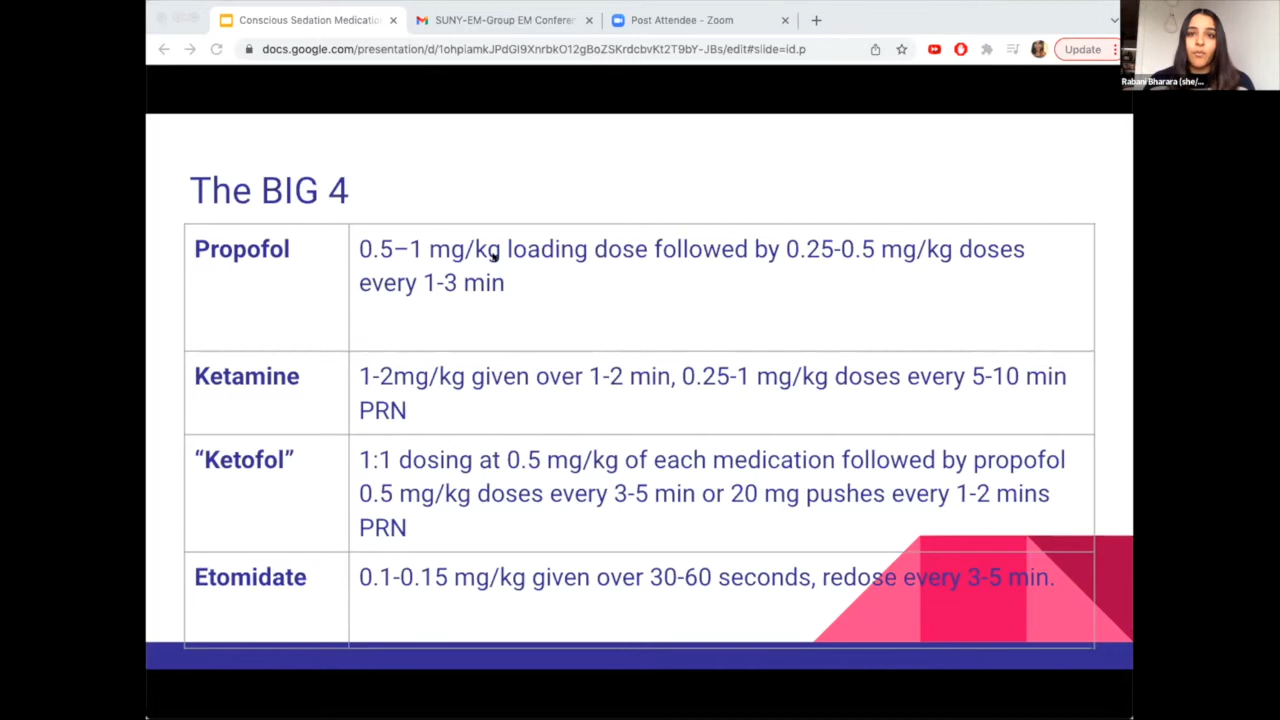 Conscious Sedation Medicatio
SUNY-EM-Group EM Conferen
Post Attendee - Zoom
docs.google.com/presentation/d/1ohpiamkJPdGI9XnrbkO12gBoZSKrdcbvKt2T9bY-JBs/edit#slide=id.p
Update
Rabani Bharara (she/...
The BIG 4
Propofol
0.5–1 mg/kg loading dose followed by 0.25-0.5 mg/kg doses
every 1-3 min
Ketamine
1-2mg/kg given over 1-2 min, 0.25-1 mg/kg doses every 5-10 min
PRN
“Ketofol”
1:1 dosing at 0.5 mg/kg of each medication followed by propofol
0.5 mg/kg doses every 3-5 min or 20 mg pushes every 1-2 mins
PRN
Etomidate
0.1-0.15 mg/kg given over 30-60 seconds, redose every 3-5 min.